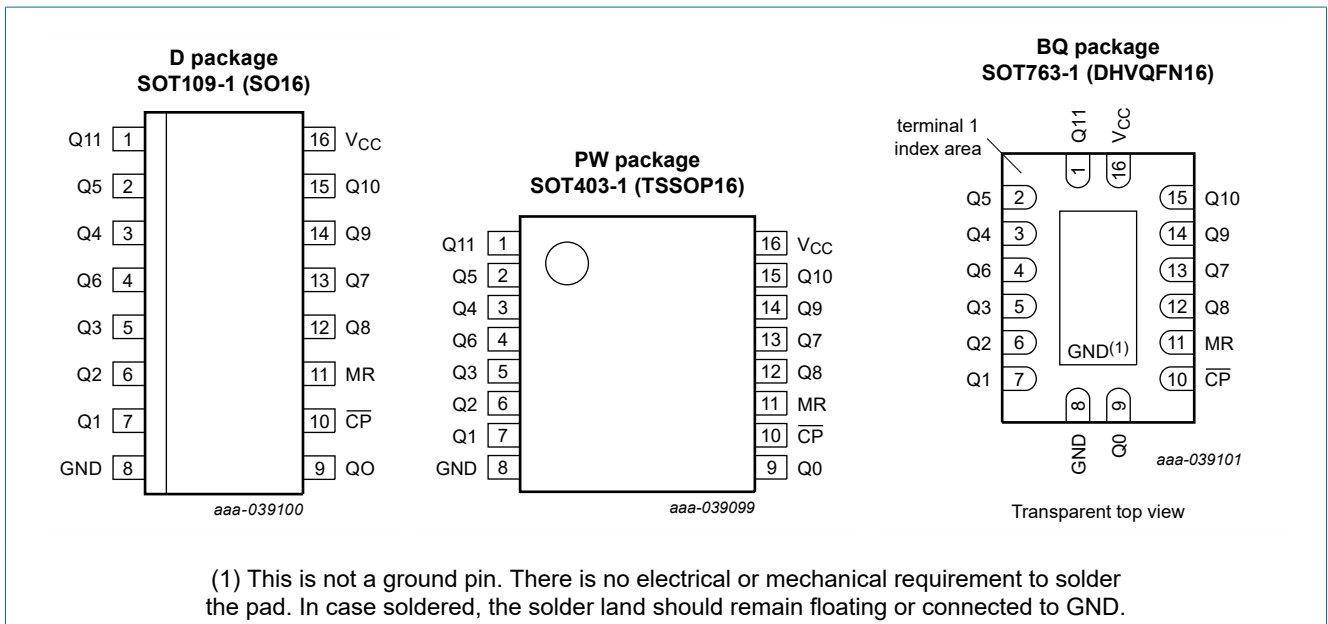 D package
SOT109-1 (SO16)
Q11 1
16 VCC
Q5 2
15 Q10
Q4 3
14 Q9
Q6 4
13 Q7
Q3 5
12 Q8
Q2 6
11 MR
Q1 7
10 C̅P̅
GND 8
9 QO
aaa-039100
PW package
SOT403-1 (TSSOP16)
Q11 1
16 VCC
Q5 2
15 Q10
Q4 3
14 Q9
Q6 4
13 Q7
Q3 5
12 Q8
Q2 6
11 MR
Q1 7
10 C̅P̅
GND 8
9 Q0
aaa-039099
BQ package
SOT763-1 (DHVQFN16)
terminal 1
index area
Q11
VCC
1
16
Q5 2
15 Q10
Q4 3
14 Q9
Q6 4
13 Q7
Q3 5
12 Q8
Q2 6
11 MR
GND(1)
Q1 7
10 C̅P̅
8
9
GND
Q0
aaa-039101
Transparent top view
(1) This is not a ground pin. There is no electrical or mechanical requirement to solder
the pad. In case soldered, the solder land should remain floating or connected to GND.